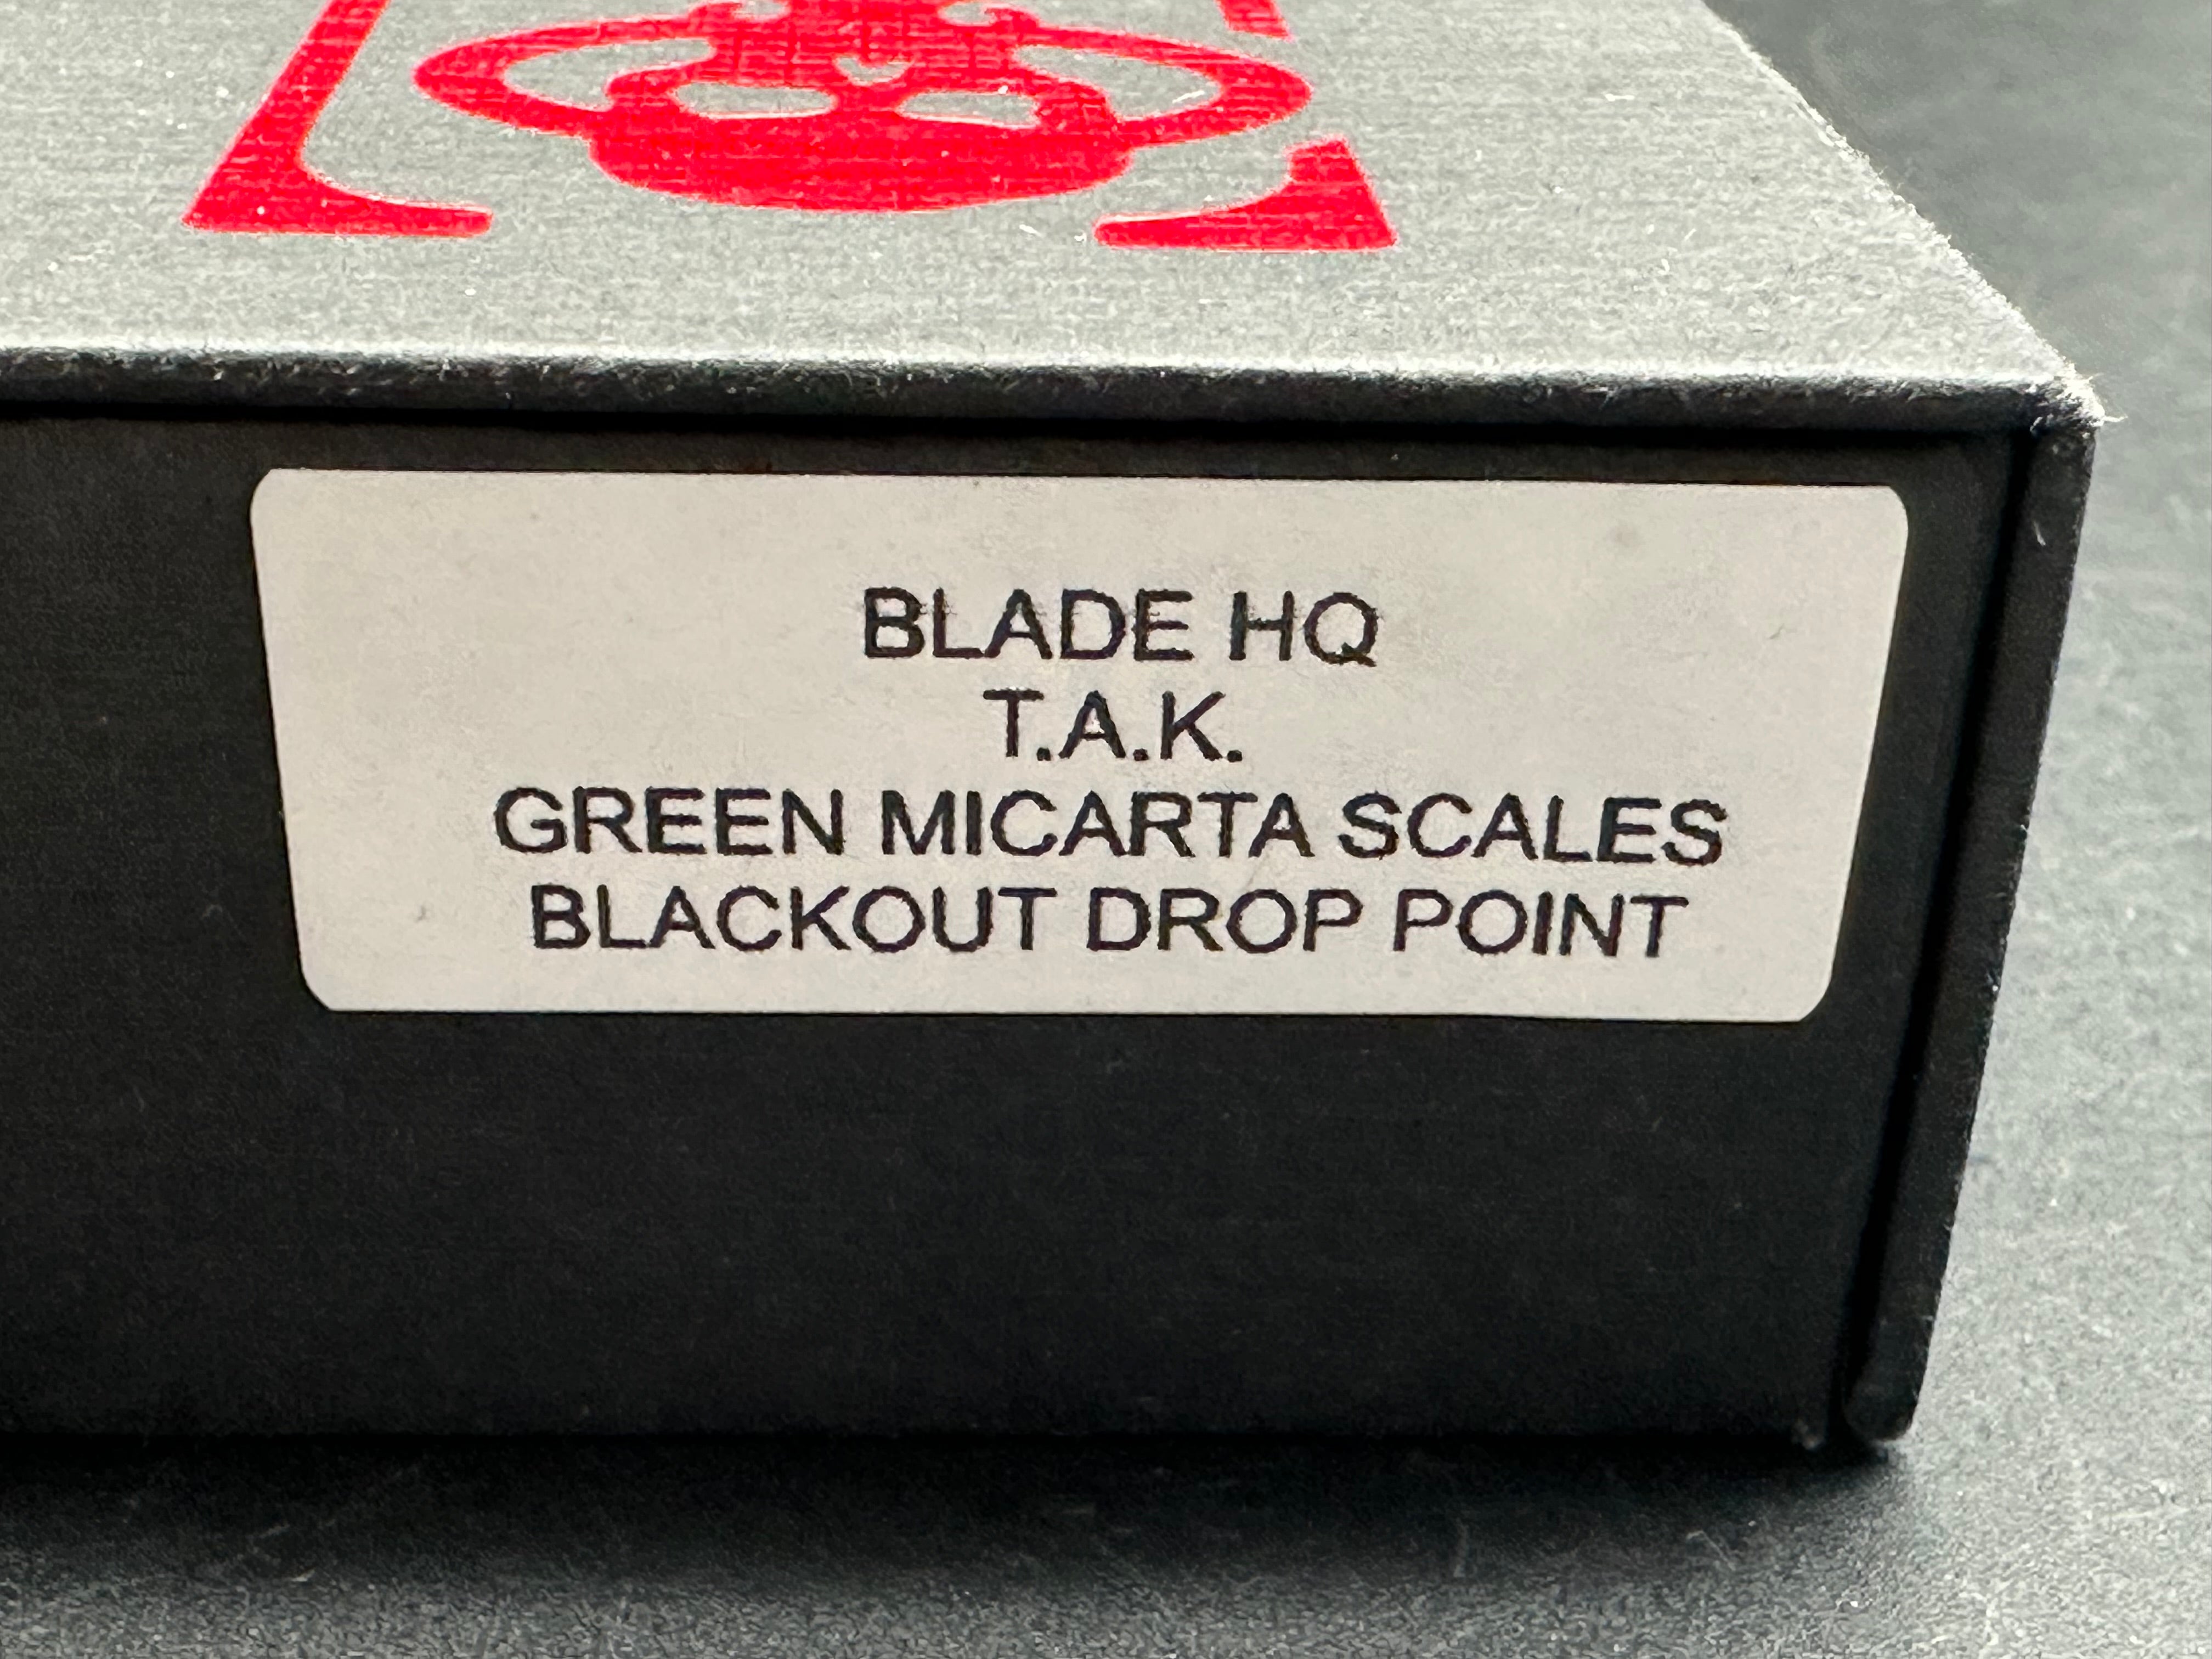 BLADE HQ
T.A.K.
GREEN MICARTA SCALES
BLACKOUT DROP POINT